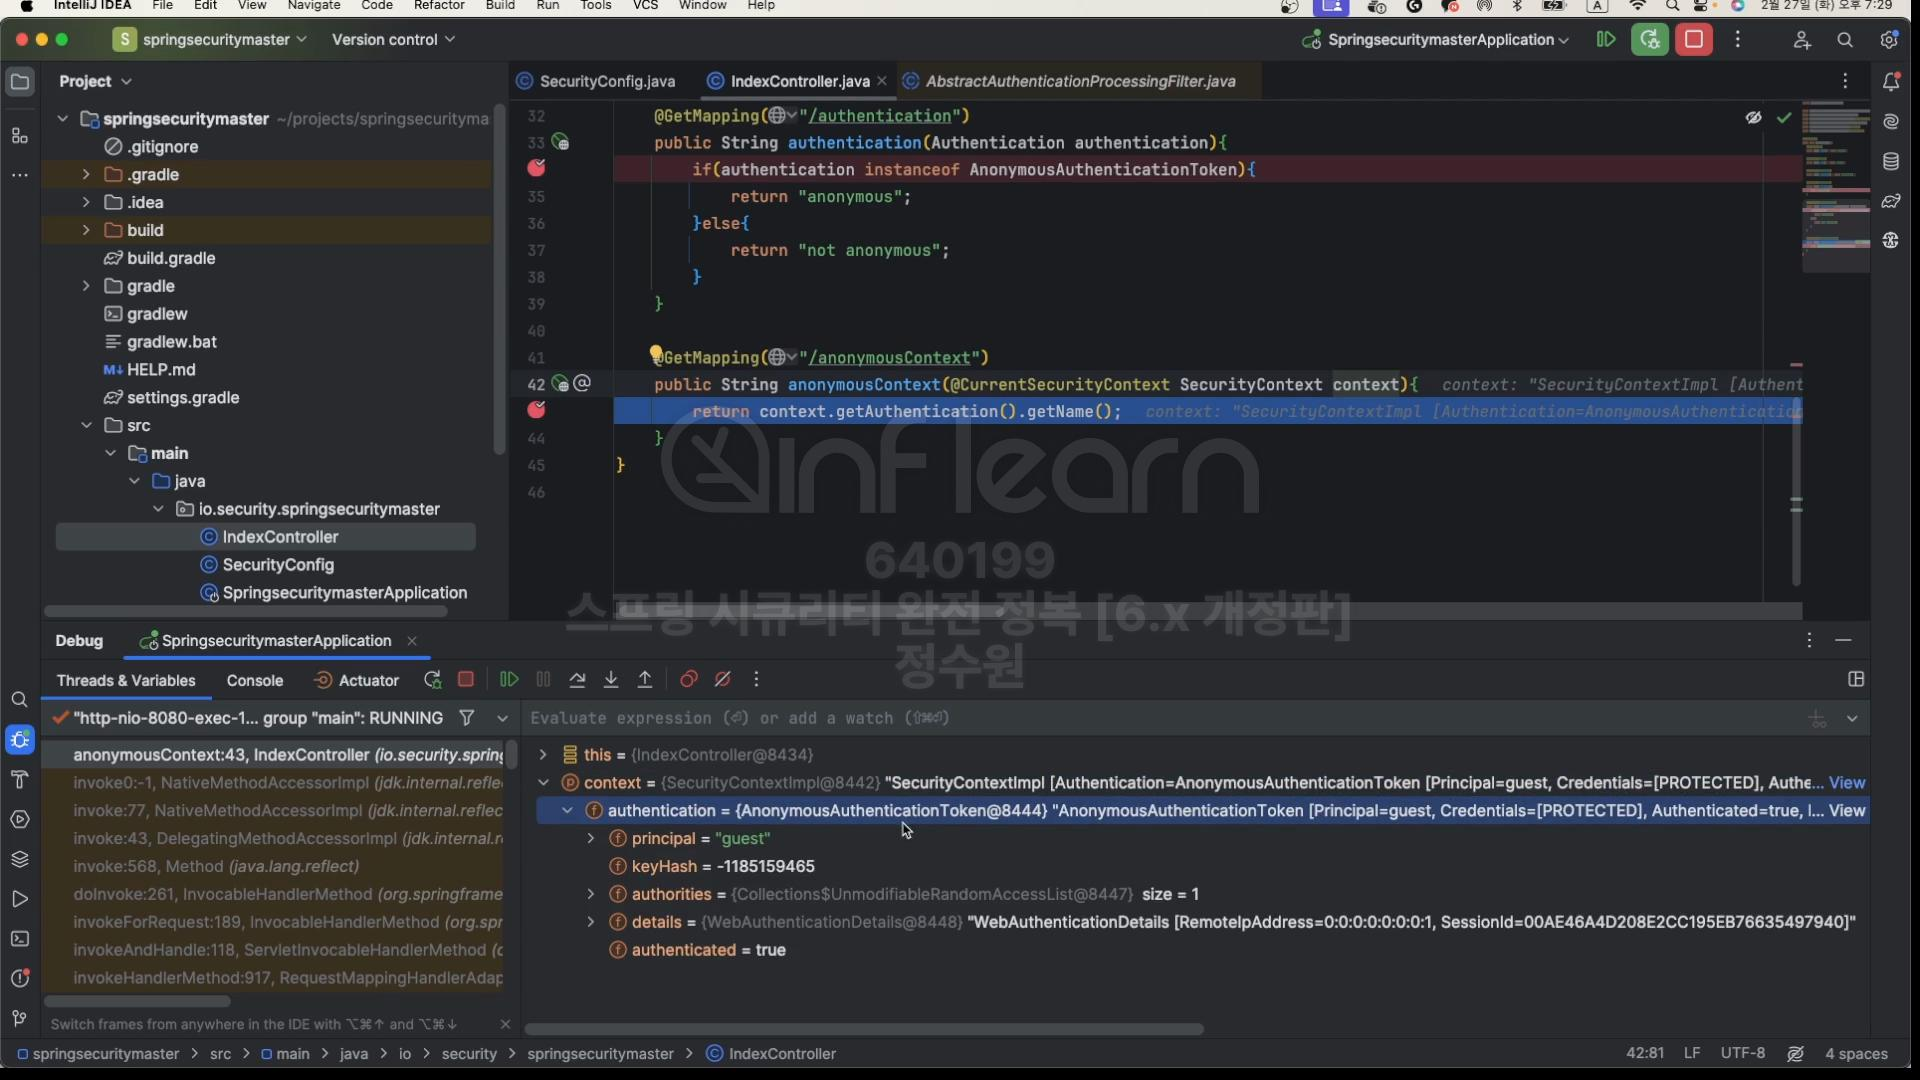 IntelliJ IDEA File Edit View Navigate Code Refactor Build Run Tools VCS Window Help A 2월 27일 (화) 오후 7:29
S springsecuritymaster Version control SpringsecuritymasterApplication
Project SecurityConfig.java IndexController.java AbstractAuthenticationProcessingFilter.java
springsecuritymaster ~/projects/springsecurityma
.gitignore
.gradle
.idea
build
build.gradle
gradle
gradlew
gradlew.bat
M↓ HELP.md
settings.gradle
src
main
java
io.security.springsecuritymaster
IndexController
SecurityConfig
SpringsecuritymasterApplication
32 @GetMapping("/authentication")
33 public String authentication(Authentication authentication){
if(authentication instanceof AnonymousAuthenticationToken){
35 return "anonymous";
36 }else{
37 return "not anonymous";
38 }
39 }
40
41 @GetMapping("/anonymousContext")
42 public String anonymousContext(@CurrentSecurityContext SecurityContext context){ context: "SecurityContextImpl [Authent
return context.getAuthentication().getName(); context: "SecurityContextImpl [Authentication=AnonymousAuthentication
44 }
45 }
46
inflearn
640199
스프링 시큐리티 완전 정복 [6.x 개정판]
정수원
Debug SpringsecuritymasterApplication
Threads & Variables Console Actuator
"http-nio-8080-exec-1... group "main": RUNNING
anonymousContext:43, IndexController (io.security.spring
invoke0:-1, NativeMethodAccessorImpl (jdk.internal.refle
invoke:77, NativeMethodAccessorImpl (jdk.internal.reflec
invoke:43, DelegatingMethodAccessorImpl (jdk.internal.r
invoke:568, Method (java.lang.reflect)
doInvoke:261, InvocableHandlerMethod (org.springframe
invokeForRequest:189, InvocableHandlerMethod (org.spr
invokeAndHandle:118, ServletInvocableHandlerMethod (o
invokeHandlerMethod:917, RequestMappingHandlerAdap
Switch frames from anywhere in the IDE with ⌥⌘↑ and ⌥⌘↓
Evaluate expression (⏎) or add a watch (⇧⌘⏎)
this = {IndexController@8434}
context = {SecurityContextImpl@8442} "SecurityContextImpl [Authentication=AnonymousAuthenticationToken [Principal=guest, Credentials=[PROTECTED], Authe... View
authentication = {AnonymousAuthenticationToken@8444} "AnonymousAuthenticationToken [Principal=guest, Credentials=[PROTECTED], Authenticated=true, I... View
principal = "guest"
keyHash = -1185159465
authorities = {Collections$UnmodifiableRandomAccessList@8447} size = 1
details = {WebAuthenticationDetails@8448} "WebAuthenticationDetails [RemoteIpAddress=0:0:0:0:0:0:0:1, SessionId=00AE46A4D208E2CC195EB76635497940]"
authenticated = true
springsecuritymaster > src > main > java > io > security > springsecuritymaster > IndexController 42:81 LF UTF-8 4 spaces